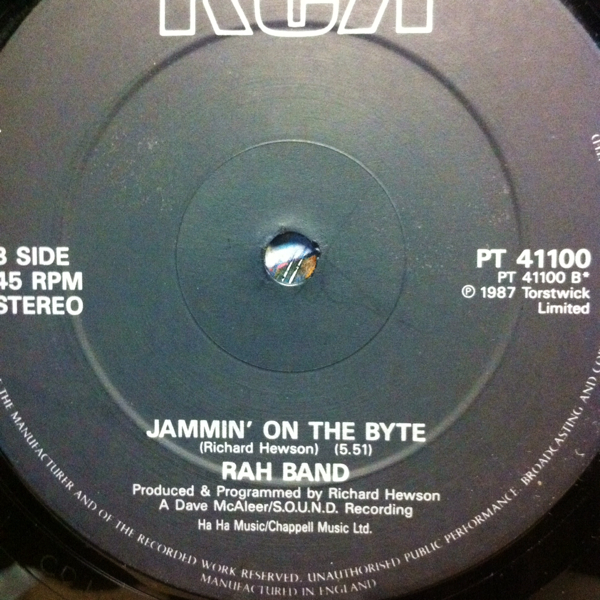 RCA
B SIDE
45 RPM
STEREO
PT 41100
PT 41100 B*
℗ 1987 Torstwick
Limited
JAMMIN' ON THE BYTE
(Richard Hewson) (5.51)
RAH BAND
Produced & Programmed by Richard Hewson
A Dave McAleer/S.O.U.N.D. Recording
Ha Ha Music/Chappell Music Ltd.
THE MANUFACTURER AND OF THE RECORDED WORK RESERVED. UNAUTHORISED PUBLIC PERFORMANCE, BROADCASTING AND
MANUFACTURED IN ENGLAND